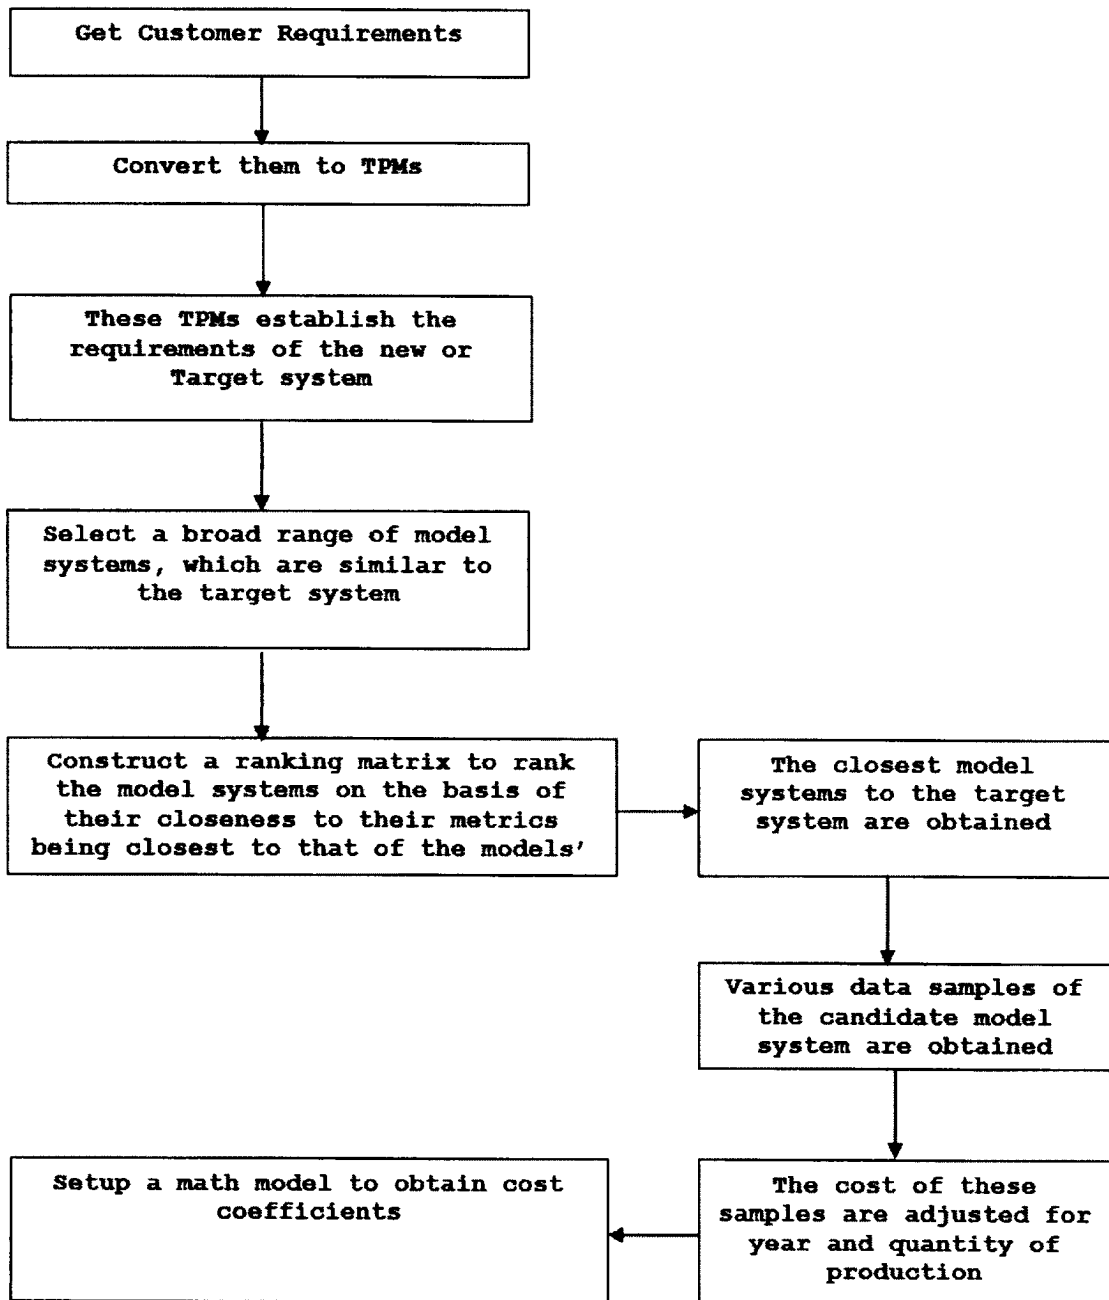 Get Customer Requirements
Convert them to TPMs
These TPMs establish the
requirements of the new or
Target system
Select a broad range of model
systems, which are similar to
the target system
Construct a ranking matrix to rank
the model systems on the basis of
their closeness to their metrics
being closest to that of the models'
The closest model
systems to the target
system are obtained
Various data samples of
the candidate model
system are obtained
The cost of these
samples are adjusted for
year and quantity of
production
Setup a math model to obtain cost
coefficients